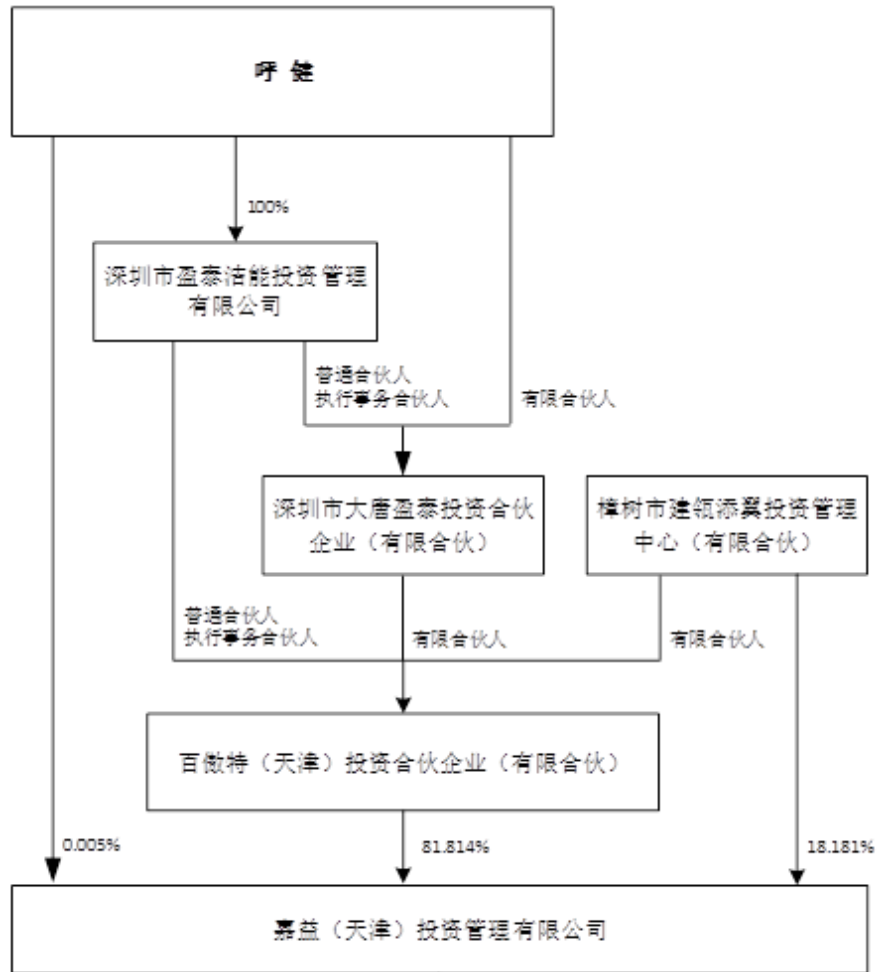 呼 健
100%
深圳市盈泰洁能投资管理
有限公司
普通合伙人
执行事务合伙人
有限合伙人
深圳市大唐盈泰投资合伙
企业（有限合伙）
樟树市建瓴添翼投资管理
中心（有限合伙）
普通合伙人
执行事务合伙人
有限合伙人
有限合伙人
百傲特（天津）投资合伙企业（有限合伙）
0.005%
81.814%
18.181%
嘉益（天津）投资管理有限公司